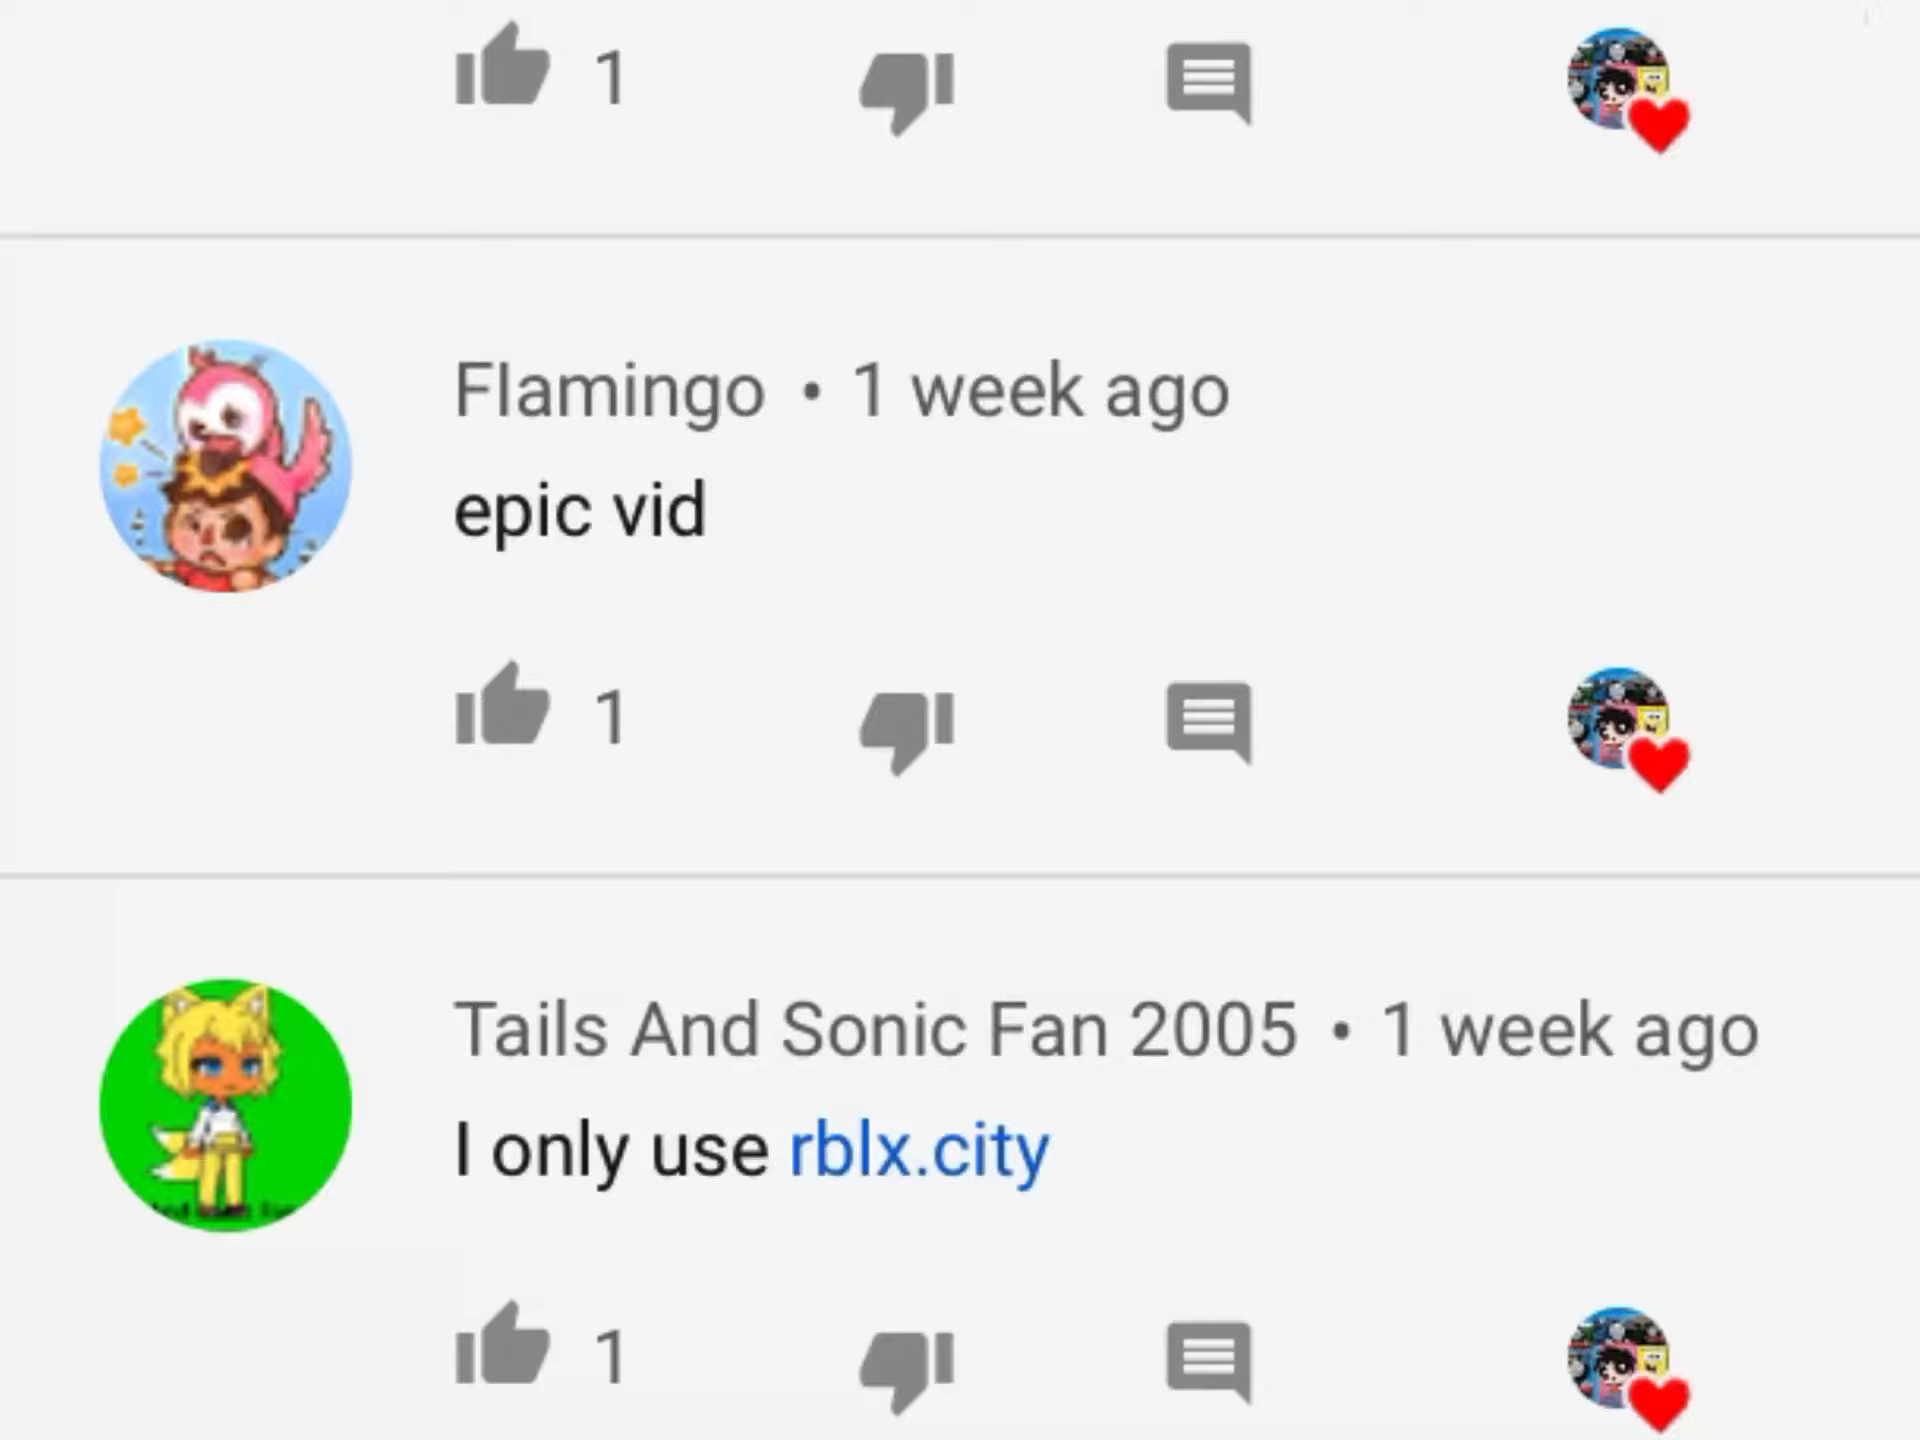 1
Flamingo • 1 week ago
epic vid
1
Tails And Sonic Fan 2005 • 1 week ago
I only use rblx.city
1